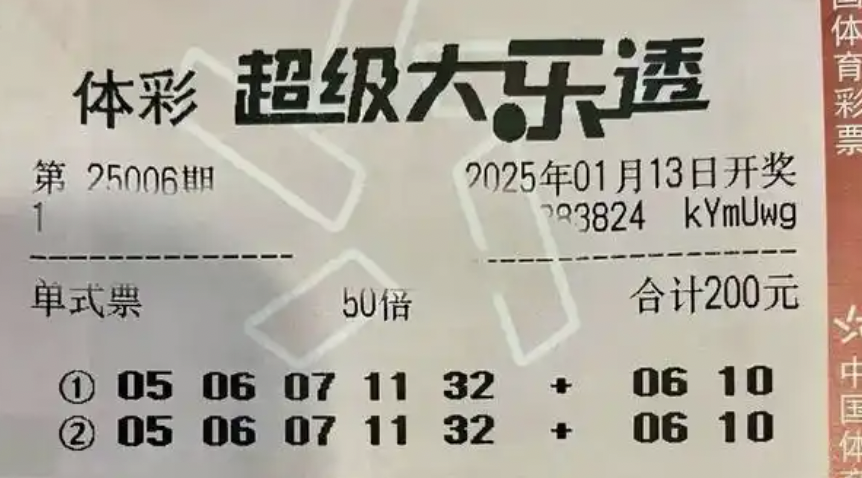 体彩 超级大乐透
第 25006期 2025年01月13日开奖
1 283824 kYmUwg
单式票 50倍 合计200元
① 05 06 07 11 32 + 06 10
② 05 06 07 11 32 + 06 10
国体育彩票
中国体